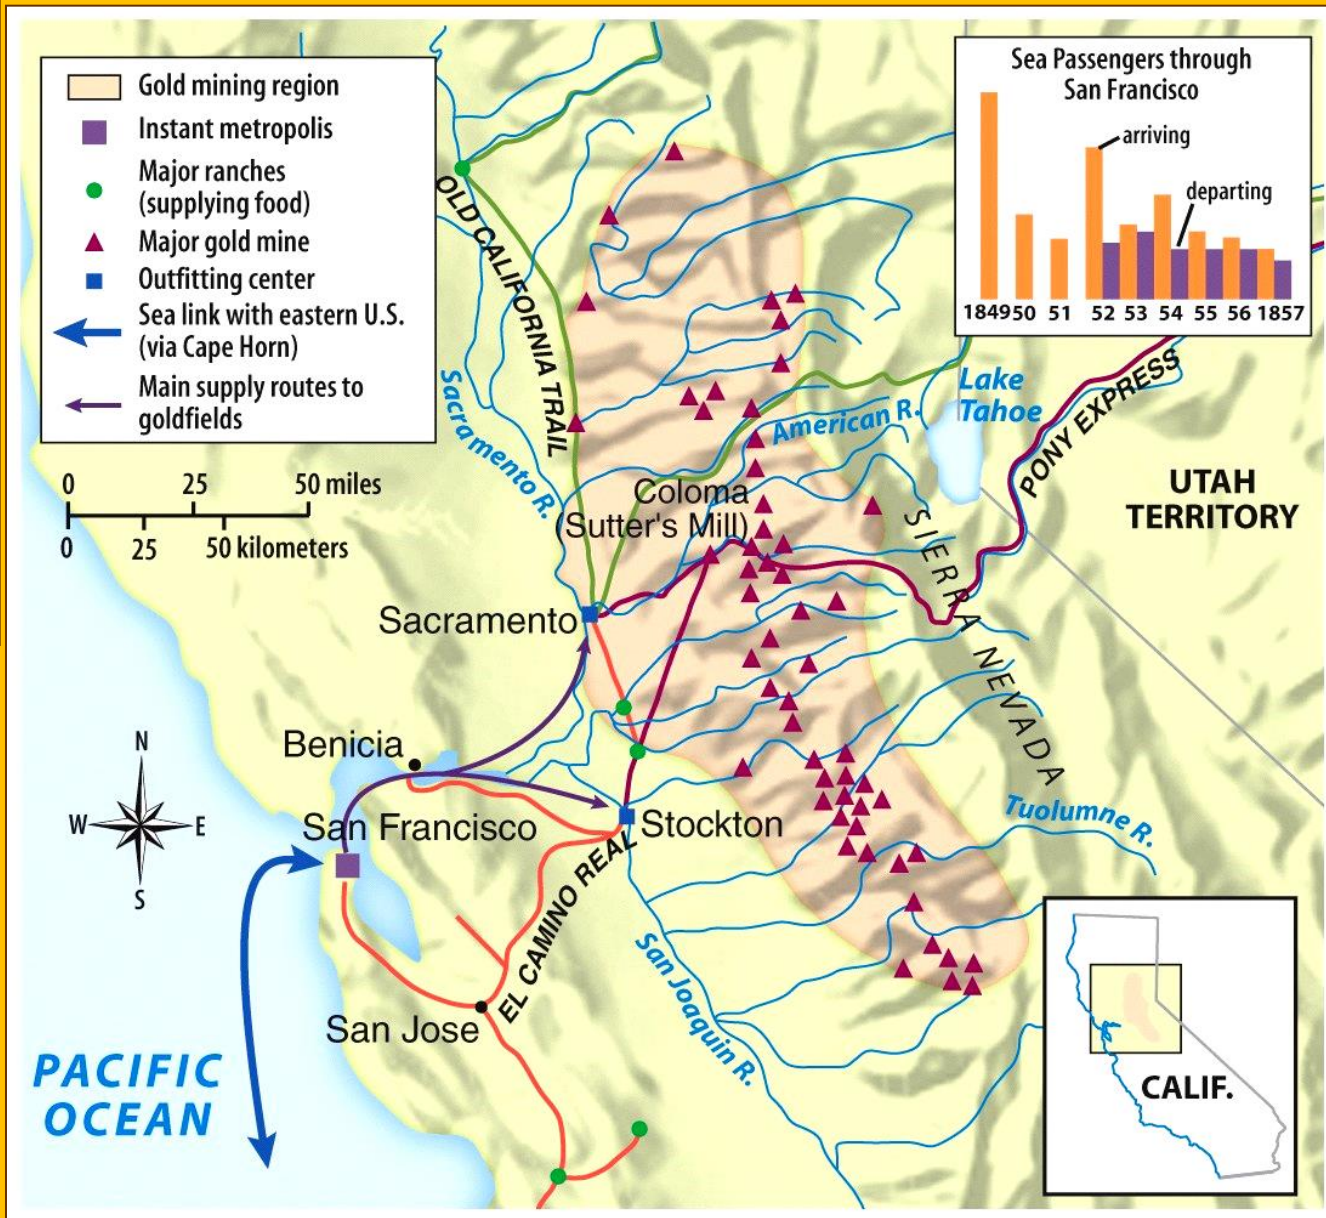 Gold mining region
Instant metropolis
Major ranches
(supplying food)
Major gold mine
Outfitting center
Sea link with eastern U.S.
(via Cape Horn)
Main supply routes to
goldfields
0 25 50 miles
0 25 50 kilometers
Sea Passengers through
San Francisco
arriving
departing
1849 50 51 52 53 54 55 56 1857
OLD CALIFORNIA TRAIL
Sacramento R.
American R.
Lake
Tahoe
PONY EXPRESS
UTAH
TERRITORY
Coloma
(Sutter's Mill)
SIERRA NEVADA
Sacramento
Benicia
San Francisco
Stockton
Tuolumne R.
EL CAMINO REAL
San Joaquin R.
San Jose
N
W E
S
PACIFIC
OCEAN
CALIF.